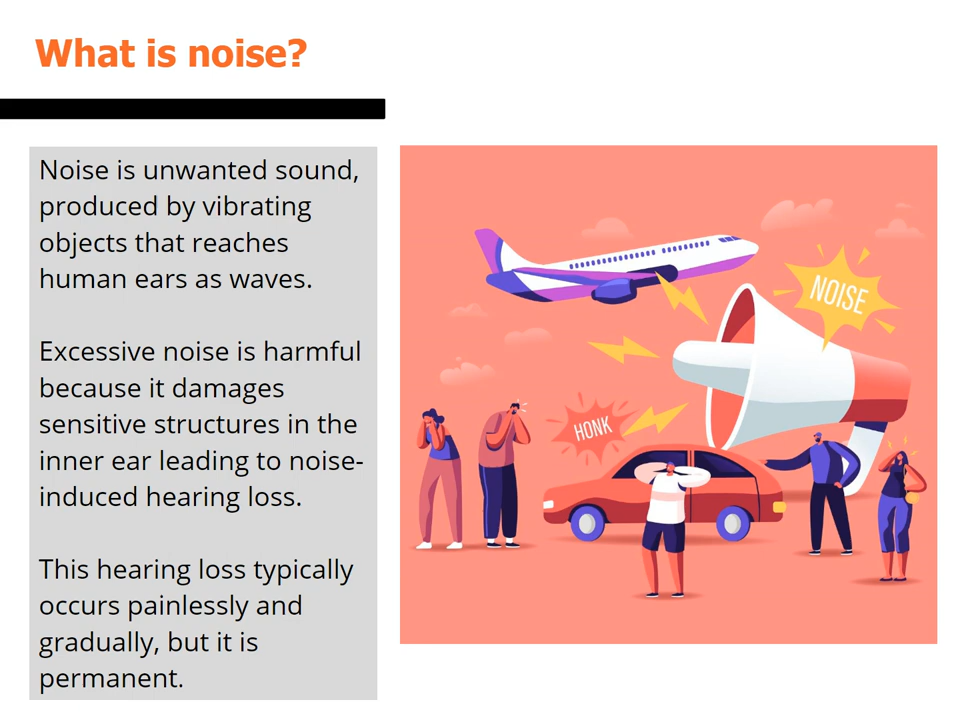 What is noise?
Noise is unwanted sound,
produced by vibrating
objects that reaches
human ears as waves.
Excessive noise is harmful
because it damages
sensitive structures in the
inner ear leading to noise-
induced hearing loss.
This hearing loss typically
occurs painlessly and
gradually, but it is
permanent.
NOISE
HONK